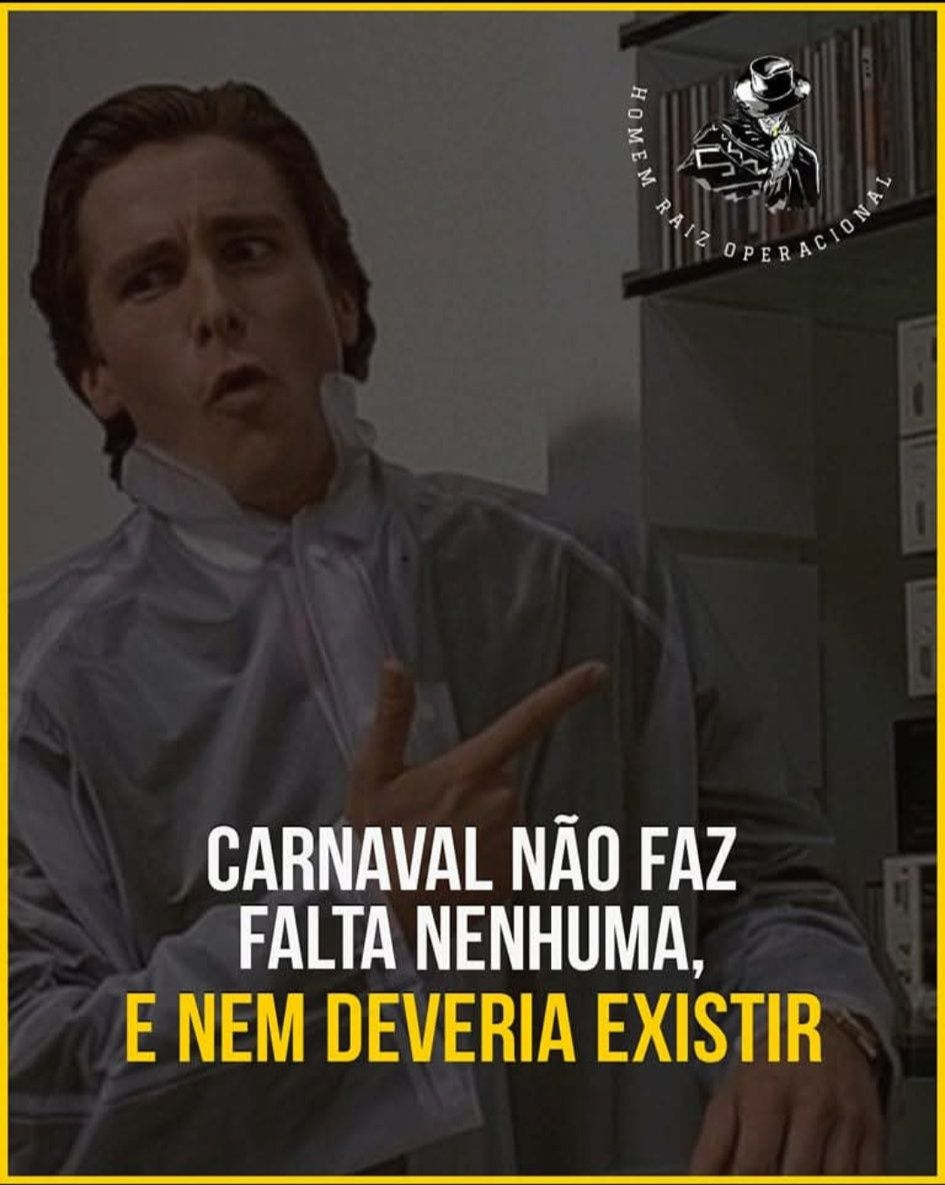 HOMEM RAIZ OPERACIONAL
CARNAVAL NÃO FAZ
FALTA NENHUMA,
E NEM DEVERIA EXISTIR